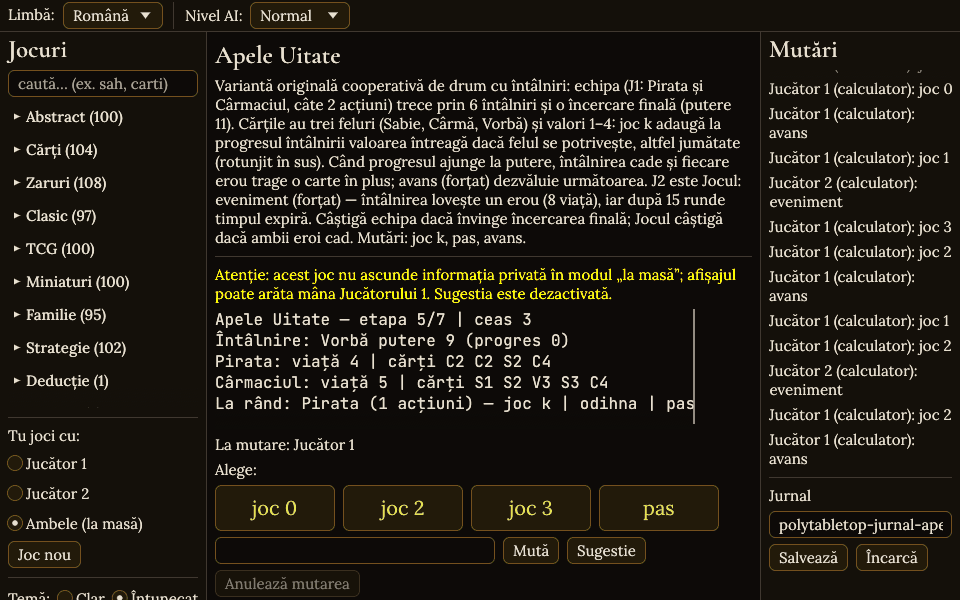 Limbă: Română ▼ Nivel AI: Normal ▼
Jocuri
caută... (ex. sah, carti)
▸ Abstract (100)
▸ Cărți (104)
▸ Zaruri (108)
▸ Clasic (97)
▸ TCG (100)
▸ Miniaturi (100)
▸ Familie (95)
▸ Strategie (102)
▸ Deducție (1)
Tu joci cu:
Jucător 1
Jucător 2
Ambele (la masă)
Joc nou
Temă: Clar Întunecat
Apele Uitate
Variantă originală cooperativă de drum cu întâlniri: echipa (J1: Pirata și
Cârmaciul, câte 2 acțiuni) trece prin 6 întâlniri și o încercare finală (putere
11). Cărțile au trei feluri (Sabie, Cârmă, Vorbă) și valori 1–4: joc k adaugă la
progresul întâlnirii valoarea întreagă dacă felul se potrivește, altfel jumătate
(rotunjit în sus). Când progresul ajunge la putere, întâlnirea cade și fiecare
erou trage o carte în plus; avans (forțat) dezvăluie următoarea. J2 este Jocul:
eveniment (forțat) — întâlnirea lovește un erou (8 viață), iar după 15 runde
timpul expiră. Câștigă echipa dacă învinge încercarea finală; Jocul câștigă
dacă ambii eroi cad. Mutări: joc k, pas, avans.
Atenție: acest joc nu ascunde informația privată în modul „la masă”; afișajul
poate arăta mâna Jucătorului 1. Sugestia este dezactivată.
Apele Uitate — etapa 5/7 | ceas 3
Întâlnire: Vorbă putere 9 (progres 0)
Pirata: viață 4 | cărți C2 C2 S2 C4
Cârmaciul: viață 5 | cărți S1 S2 V3 S3 C4
La rând: Pirata (1 acțiuni) — joc k | odihna | pas
La mutare: Jucător 1
Alege:
joc 0 joc 2 joc 3 pas
Mută Sugestie
Anulează mutarea
Mutări
Jucător 1 (calculator): joc 0
Jucător 1 (calculator):
avans
Jucător 1 (calculator): joc 1
Jucător 2 (calculator):
eveniment
Jucător 1 (calculator): joc 3
Jucător 1 (calculator): joc 2
Jucător 1 (calculator):
avans
Jucător 1 (calculator): joc 1
Jucător 1 (calculator): joc 2
Jucător 2 (calculator):
eveniment
Jucător 1 (calculator): joc 2
Jucător 1 (calculator):
avans
Jurnal
polytabletop-jurnal-ape
Salvează Încarcă